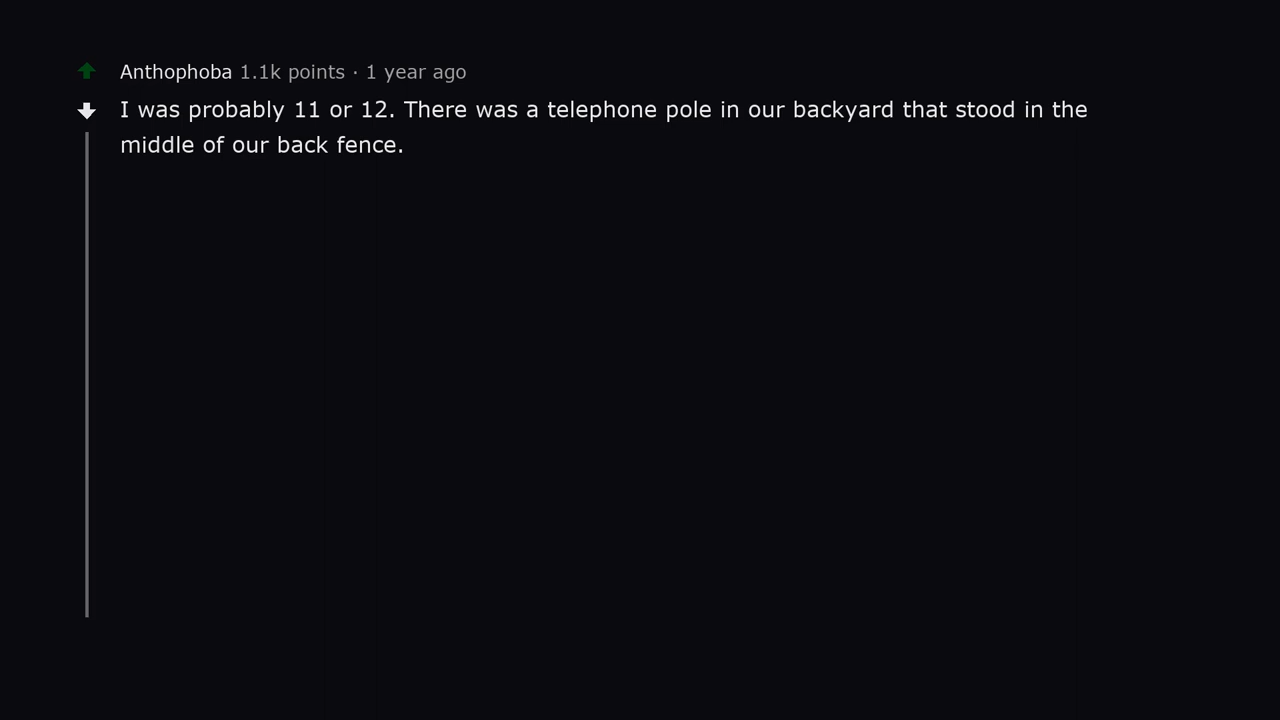 Anthophoba 1.1k points · 1 year ago
I was probably 11 or 12. There was a telephone pole in our backyard that stood in the
middle of our back fence.